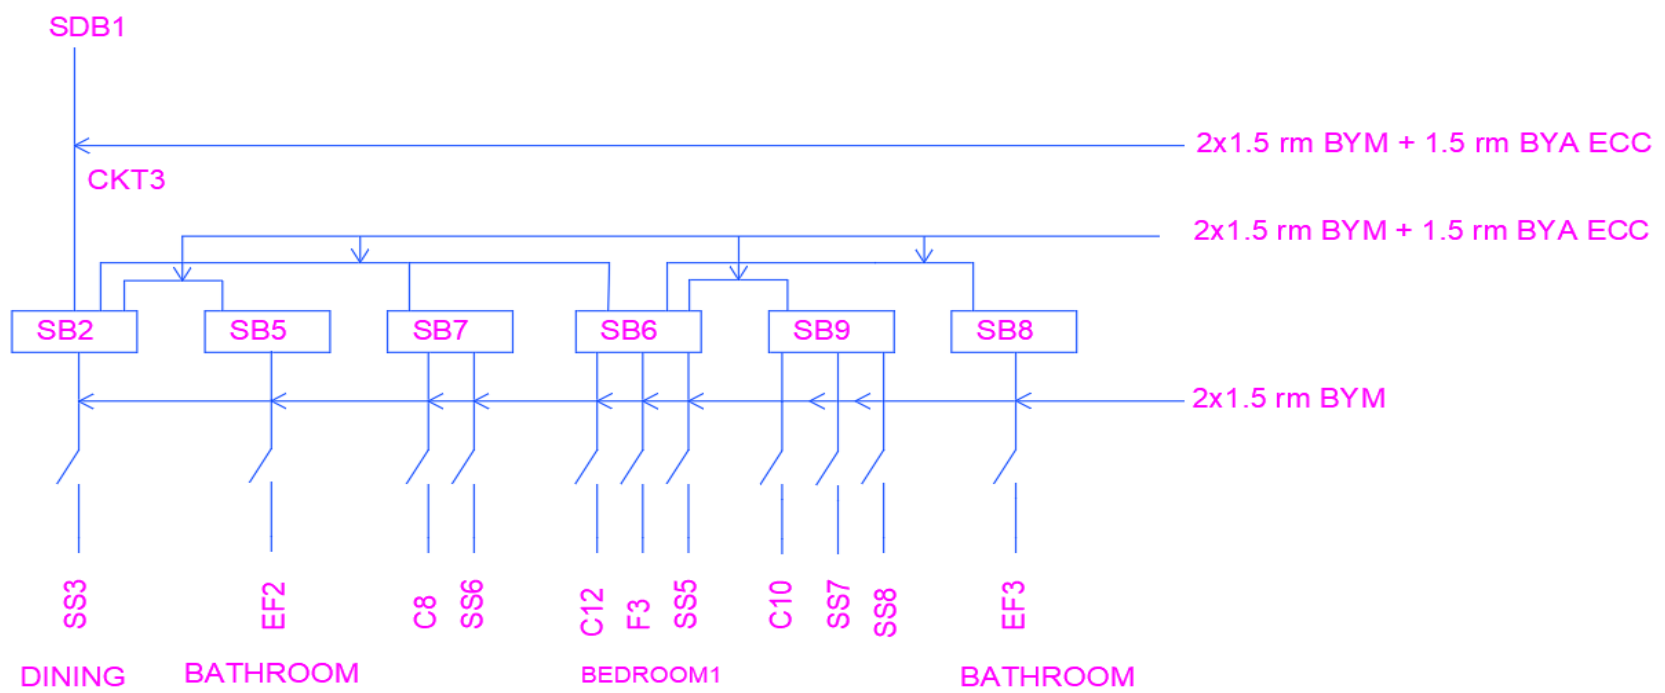 SDB1
2x1.5 rm BYM + 1.5 rm BYA ECC
CKT3
2x1.5 rm BYM + 1.5 rm BYA ECC
SB2 SB5 SB7 SB6 SB9 SB8
2x1.5 rm BYM
SS3 EF2 C8 SS6 C12 F3 SS5 C10 SS7 SS8 EF3
DINING BATHROOM BEDROOM1 BATHROOM